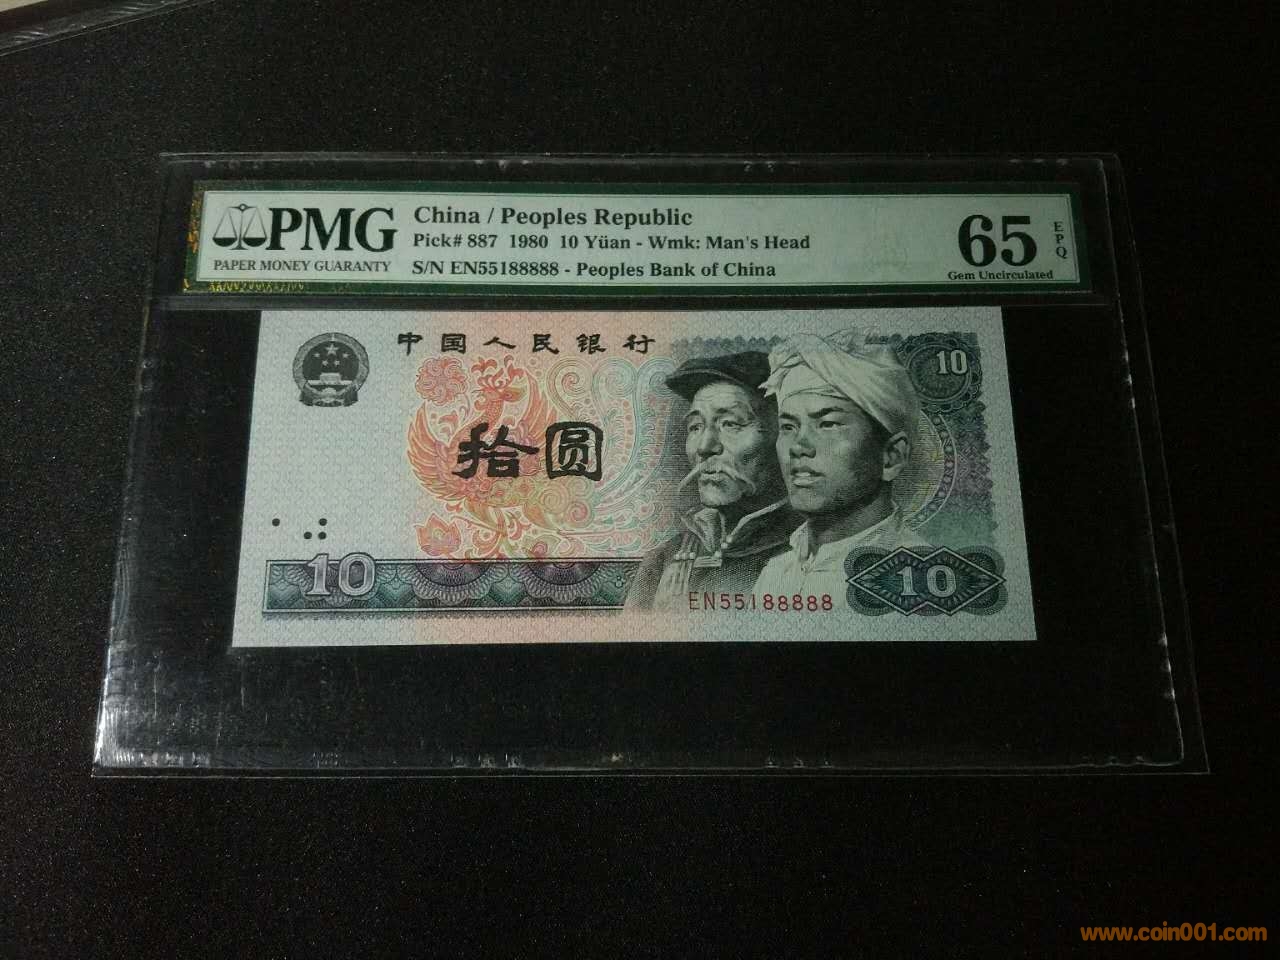 PMG
PAPER MONEY GUARANTY
China / Peoples Republic
Pick# 887 1980 10 Yüan - Wmk: Man's Head
S/N EN55188888 - Peoples Bank of China
65
EPQ
Gem Uncirculated
中国人民银行
10
拾圆
10
10
EN55188888
www.coin001.com